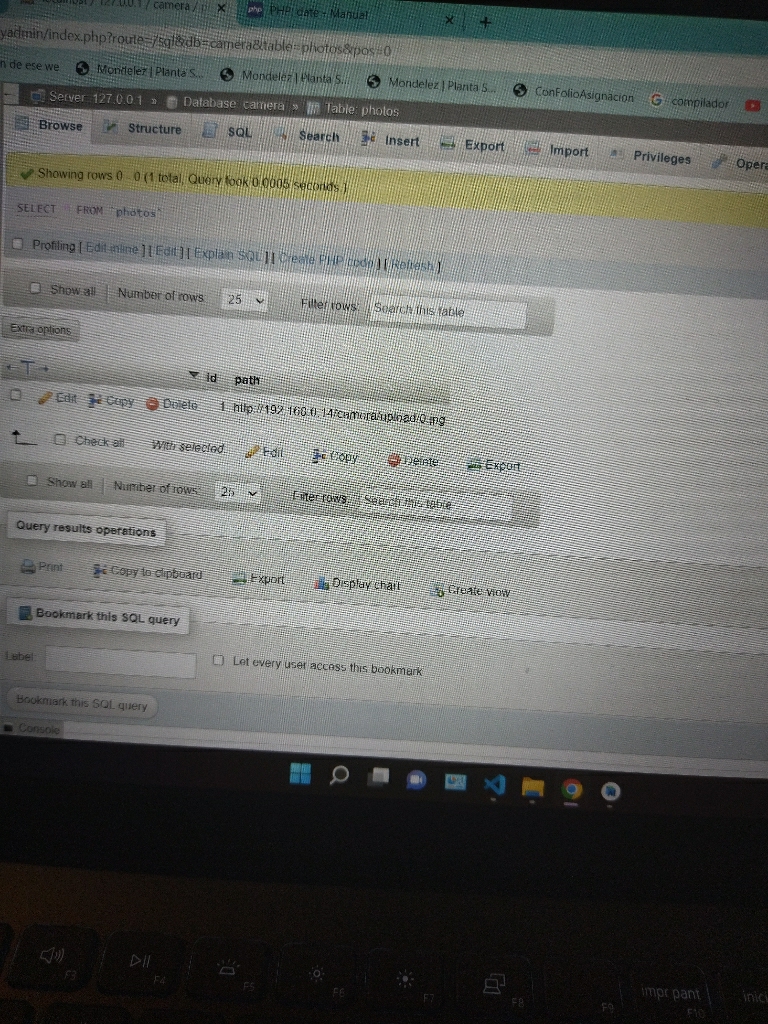 127.0.0.1 / camera / p
PHP: date - Manual
yadmin/index.php?route=/sql&db=camera&table=photos&pos=0
n de ese we Mondelez | Planta S... Mondelez | Planta S... Mondelez | Planta S... ConFolioAsignacion compilador
Server: 127.0.0.1 » Database: camera » Table: photos
Browse Structure SQL Search Insert Export Import Privileges Opera
Showing rows 0 - 0 (1 total, Query took 0.0005 seconds.)
SELECT * FROM `photos`
Profiling [ Edit inline ] [ Edit ] [ Explain SQL ] [ Create PHP code ] [ Refresh ]
Show all Number of rows: 25 Filter rows: Search this table
Extra options
id path
Edit Copy Delete 1 http://192.168.0.14/camera/upload/0.jpg
Check all With selected: Edit Copy Delete Export
Show all Number of rows: 25 Filter rows: Search this table
Query results operations
Print Copy to clipboard Export Display chart Create view
Bookmark this SQL query
Label: Let every user access this bookmark
Bookmark this SQL query
Console
F3 F4 F5 F6 F7 F8 F9 impr pant F10 inici